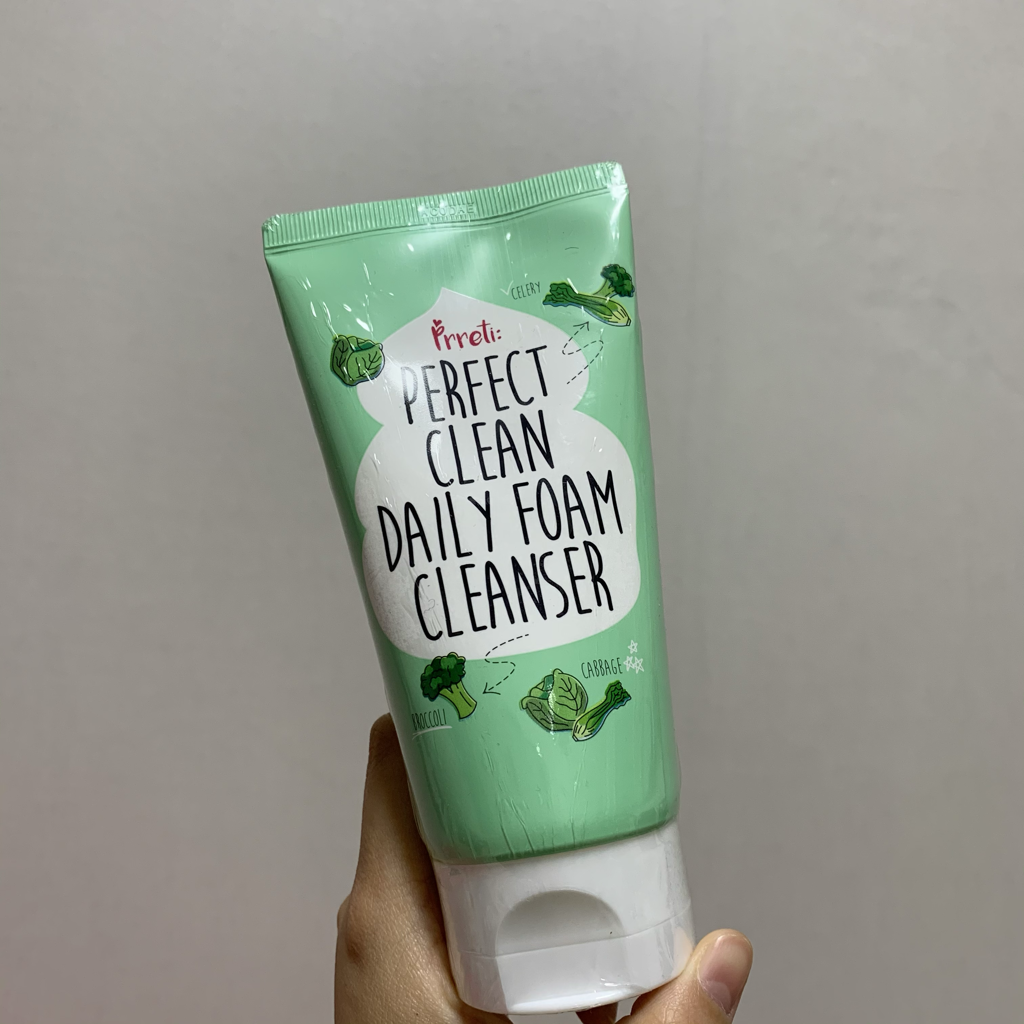 CELERY
Prreti:
PERFECT
CLEAN
DAILY FOAM
CLEANSER
CABBAGE
BROCCOLI